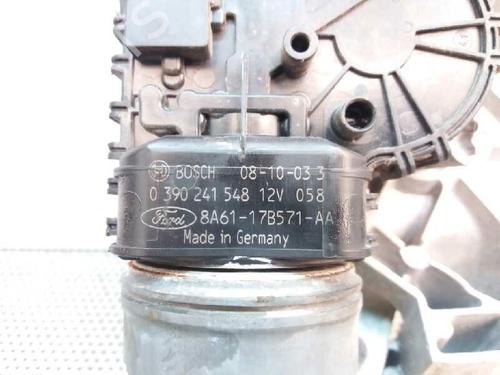 BOSCH 08-10-03 3
0 390 241 548 12V 058
Ford 8A61-17B571-AA
Made in Germany